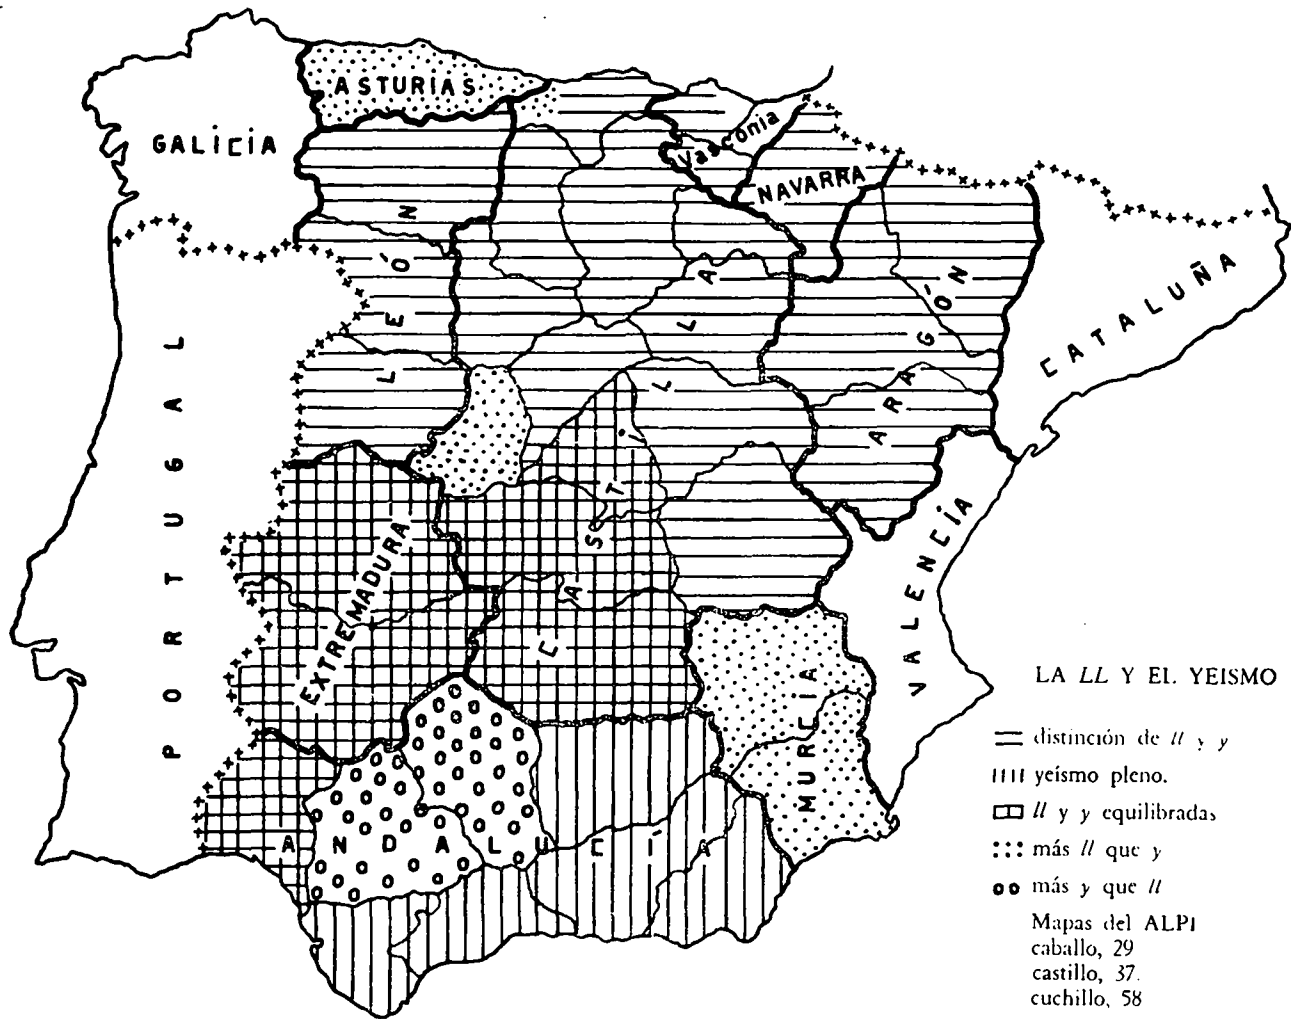 ASTURIAS
GALICIA
Vasconia
NAVARRA
LEÓN
CASTILLA
ARAGÓN
CATALUÑA
PORTUGAL
EXTREMADURA
VALENCIA
MURCIA
ANDALUCÍA
LA LL Y EL YEISMO
distinción de ll y y
yeísmo pleno.
ll y y equilibradas
más ll que y
más y que ll
Mapas del ALPI
caballo, 29
castillo, 37.
cuchillo, 58